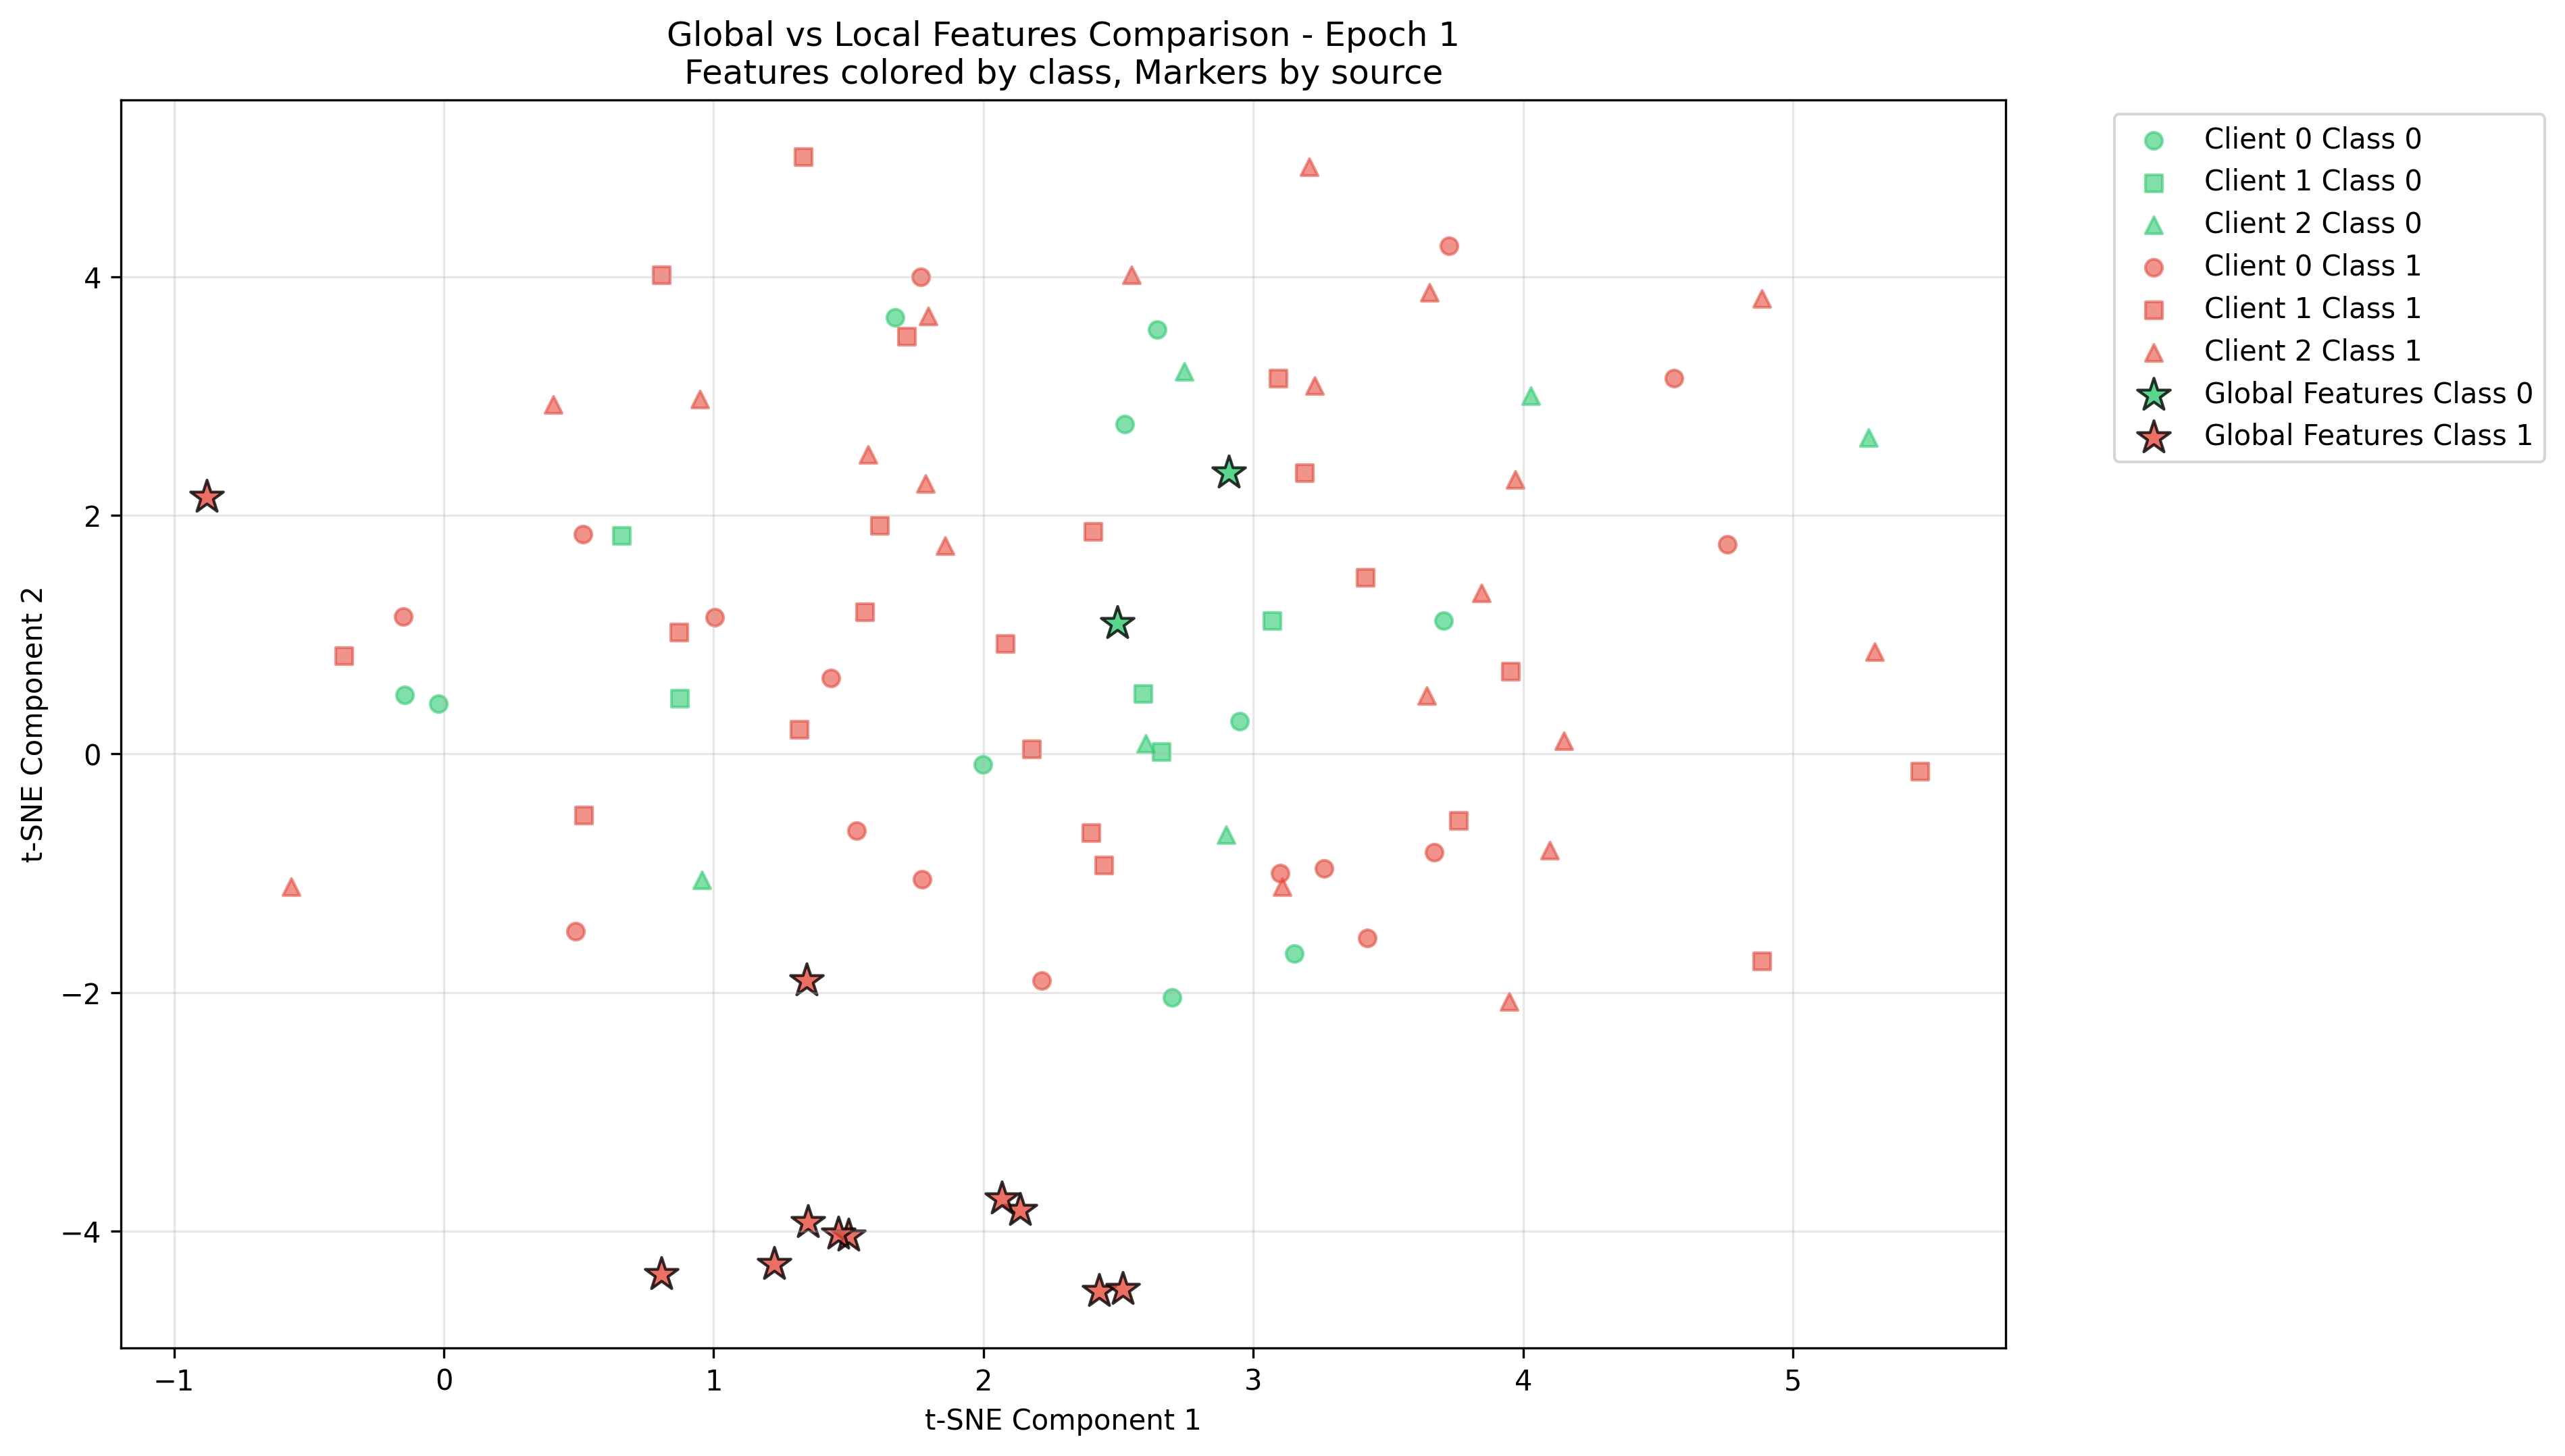 Global vs Local Features Comparison - Epoch 1
Features colored by class, Markers by source
Client 0 Class 0
Client 1 Class 0
Client 2 Class 0
Client 0 Class 1
Client 1 Class 1
Client 2 Class 1
Global Features Class 0
Global Features Class 1
t-SNE Component 2
4
2
0
−2
−4
−1 0 1 2 3 4 5
t-SNE Component 1